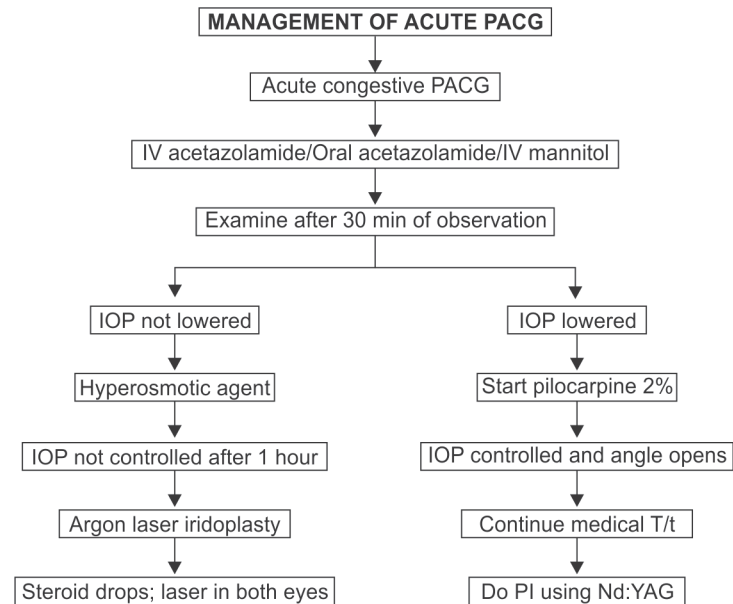 MANAGEMENT OF ACUTE PACG
Acute congestive PACG
IV acetazolamide/Oral acetazolamide/IV mannitol
Examine after 30 min of observation
IOP not lowered
IOP lowered
Hyperosmotic agent
Start pilocarpine 2%
IOP not controlled after 1 hour
IOP controlled and angle opens
Argon laser iridoplasty
Continue medical T/t
Steroid drops; laser in both eyes
Do PI using Nd:YAG